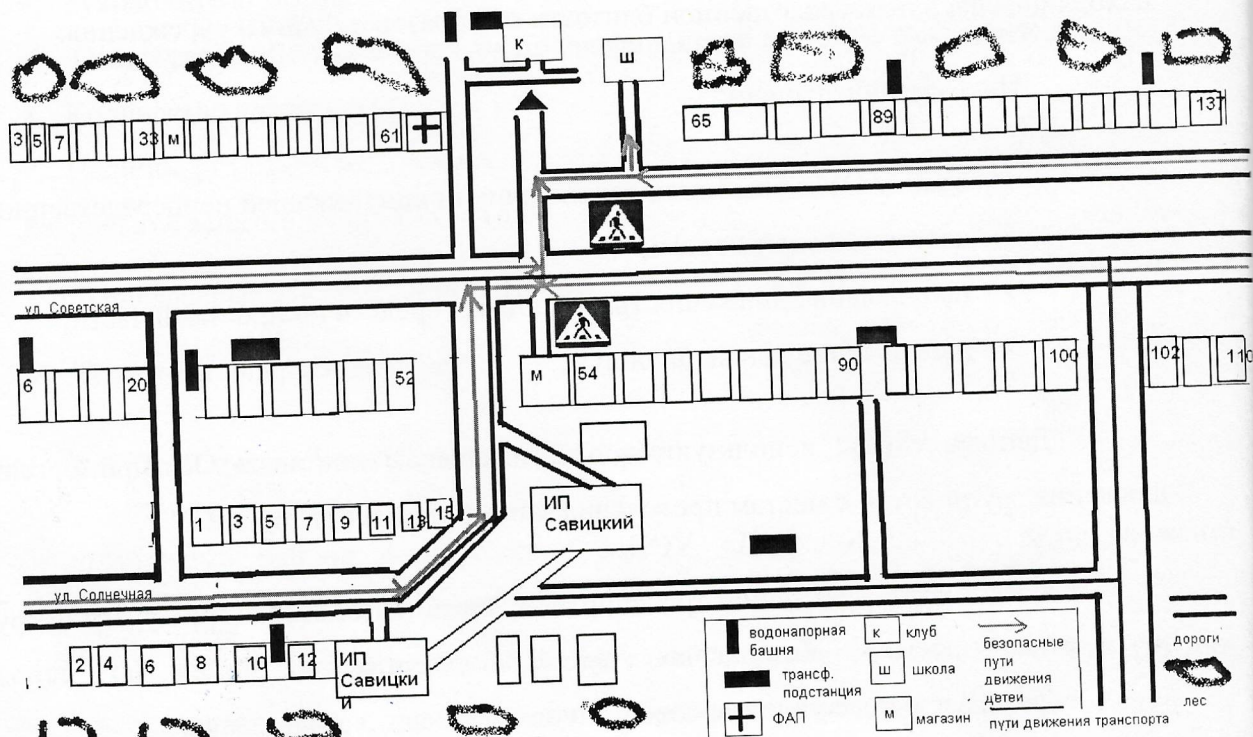 к
ш
3 5 7 33 м 61
65 89 137
ул. Советская
6 20 52 м 54 90 100 102 110
1 3 5 7 9 11 13 15
ИП
Савицкий
ул. Солнечная
2 4 6 8 10 12
ИП
Савицки
й
водонапорная
башня
трансф.
подстанция
ФАП
к клуб
ш школа
м магазин
безопасные
пути
движения
детей
пути движения транспорта
дороги
лес